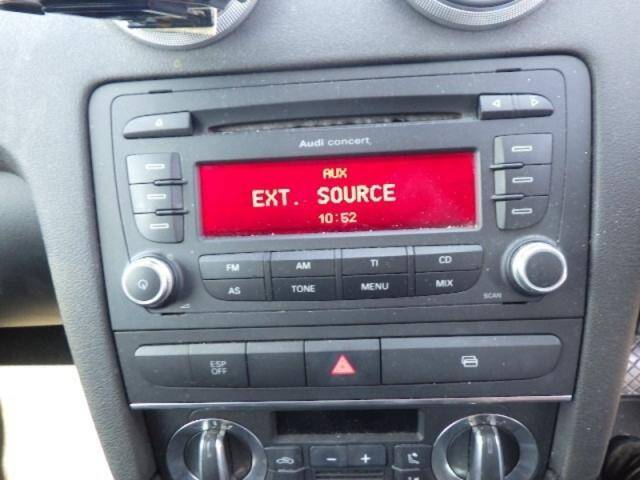 Audi concert
AUX
EXT. SOURCE
10:52
FM AM TI CD
AS TONE MENU MIX
SCAN
ESP
OFF